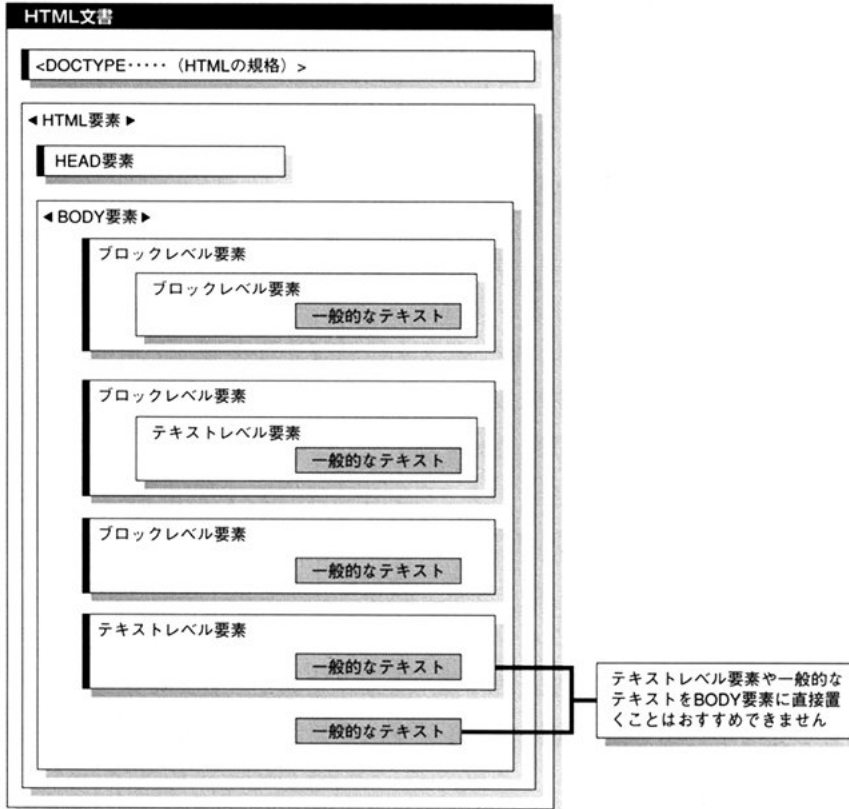 HTML文書
<DOCTYPE‥‥‥(HTMLの規格)>
◀HTML要素▶
HEAD要素
◀BODY要素▶
ブロックレベル要素
ブロックレベル要素
一般的なテキスト
ブロックレベル要素
テキストレベル要素
一般的なテキスト
ブロックレベル要素
一般的なテキスト
テキストレベル要素
一般的なテキスト
一般的なテキスト
テキストレベル要素や一般的な
テキストをBODY要素に直接置
くことはおすすめできません